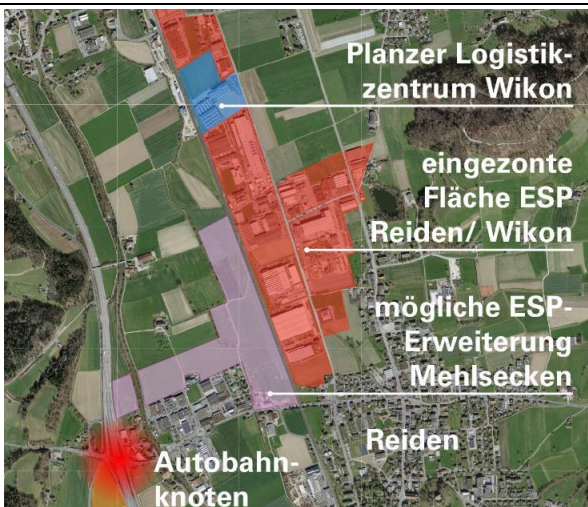 Planzer Logistik-
zentrum Wikon
eingezonte
Fläche ESP
Reiden/ Wikon
mögliche ESP-
Erweiterung
Mehlsecken
Reiden
Autobahn-
knoten